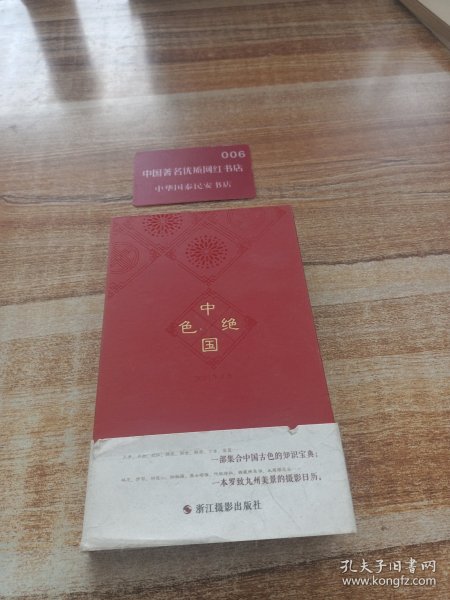 006
中国著名优质网红书店
中华国泰民安书店
中
色 绝
国
一部集合中国古色的知识宝典；
一本罗致九州美景的摄影日历。
浙江摄影出版社
孔夫子旧书网
www.kongfz.com